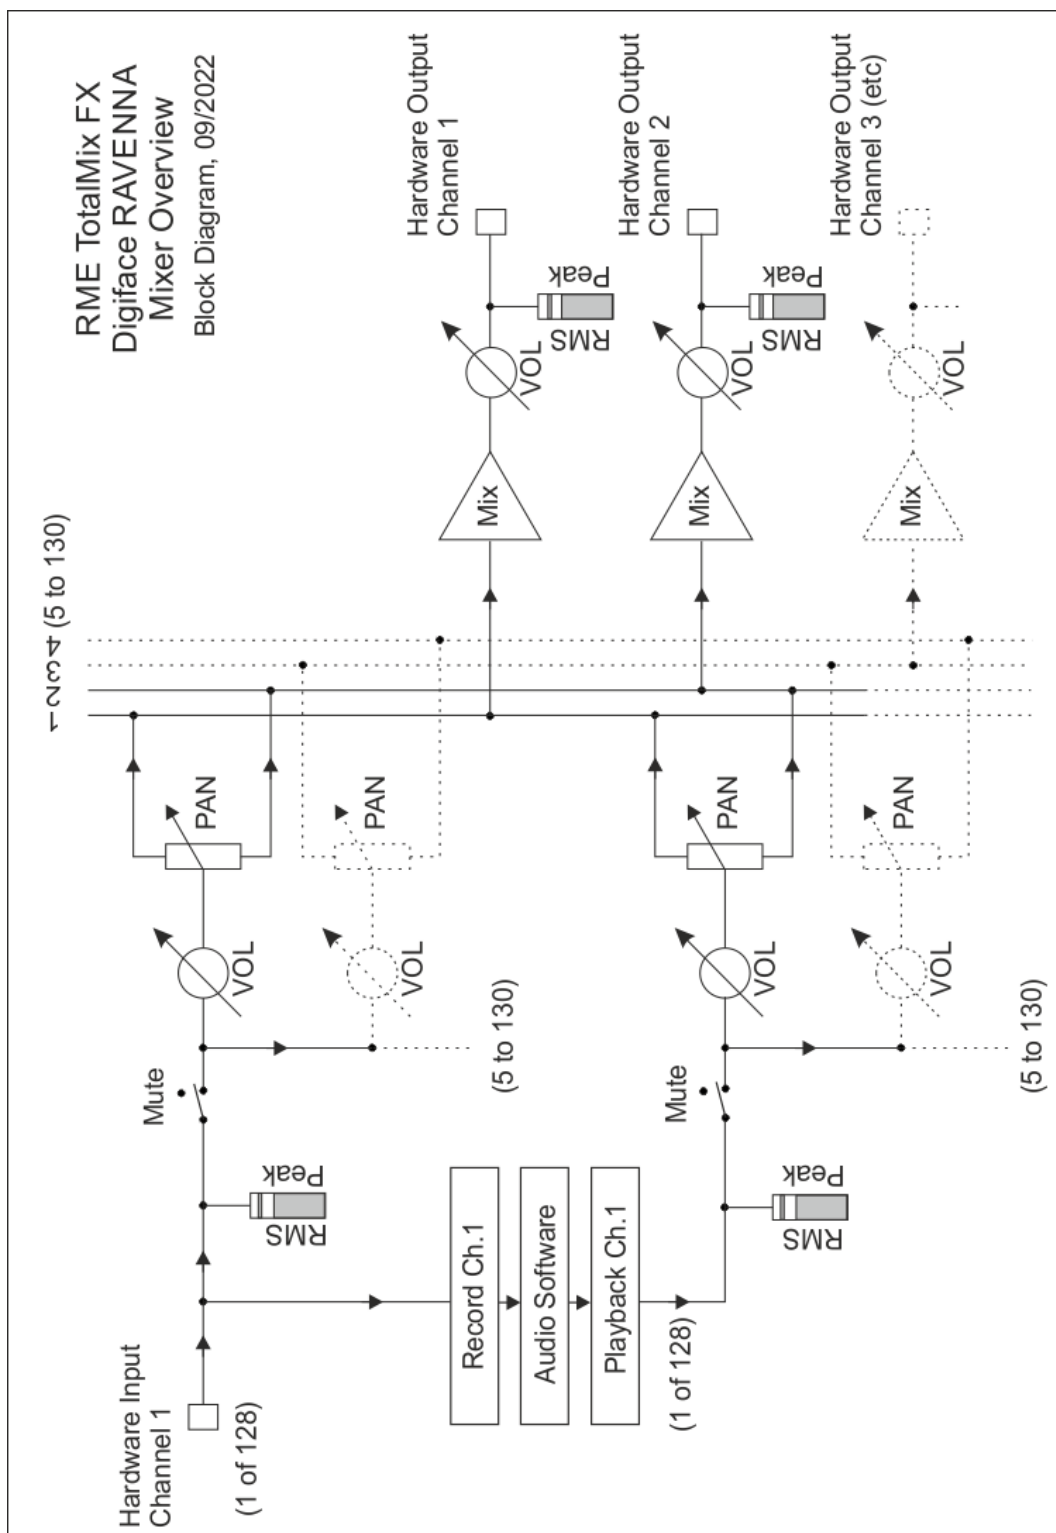 RME TotalMix FX
Digiface RAVENNA
Mixer Overview
Block Diagram, 09/2022
Hardware Input
Channel 1
(1 of 128)
RMS
Peak
Mute
VOL
PAN
VOL
PAN
(5 to 130)
1 2 3 4 (5 to 130)
Record Ch.1
Audio Software
Playback Ch.1
(1 of 128)
RMS
Peak
Mute
VOL
PAN
VOL
PAN
(5 to 130)
Mix
VOL
RMS
Peak
Hardware Output
Channel 1
Mix
VOL
RMS
Peak
Hardware Output
Channel 2
Mix
VOL
Hardware Output
Channel 3 (etc)